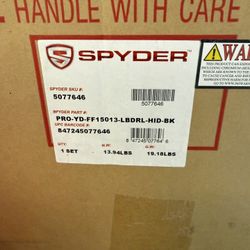 HANDLE WITH CARE
SPYDER
WAR
SPYDER SKU #:
5077646
5077646
SPYDER PART #:
PRO-YD-FF15013-LBDRL-HID-BK
UPC BARCODE #:
847245077646
8 47245 07764 6
QTY: N.W: G.W:
1 SET 13.94LBS 19.18LBS